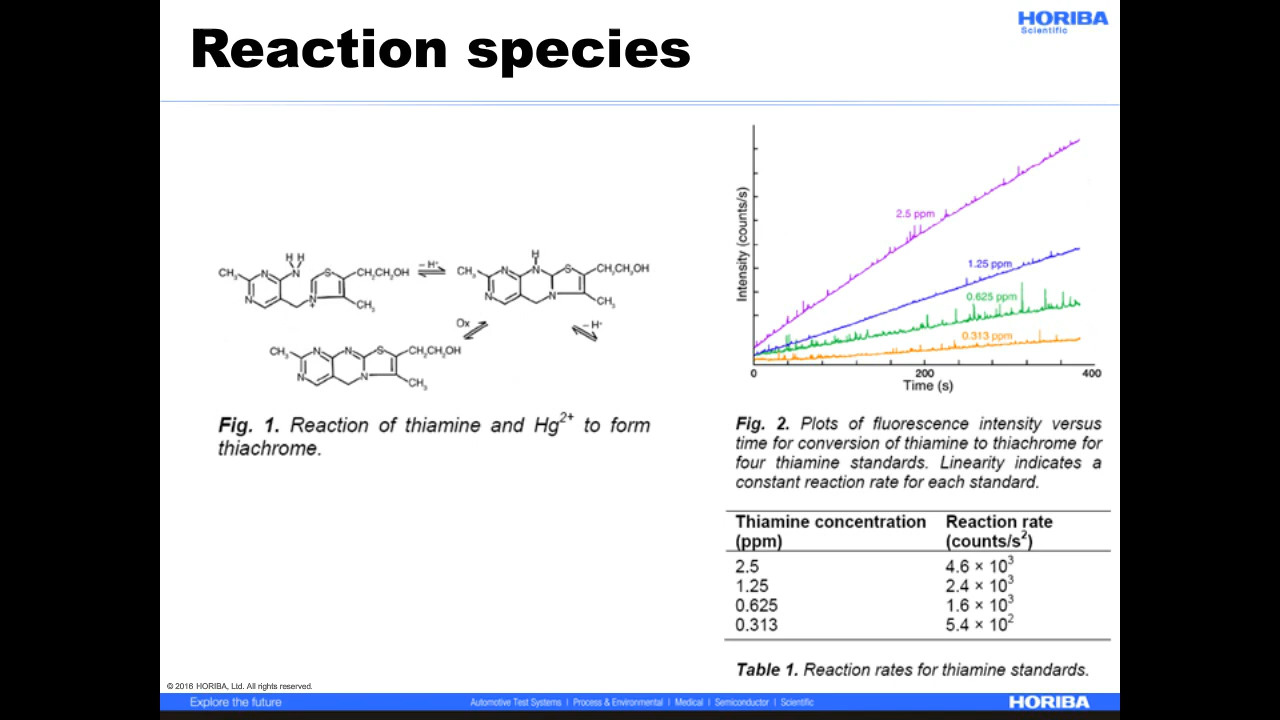 Reaction species
HORIBA
Scientific
H H
CH₃
N
N
N
S
CH₂CH₂OH
N
+
CH₃
– H⁺
CH₃
N
N
H
N
S
CH₂CH₂OH
N
CH₃
Ox
– H⁺
CH₃
N
N
N
S
CH₂CH₂OH
N
CH₃
Fig. 1. Reaction of thiamine and Hg²⁺ to form
thiachrome.
Intensity (counts/s)
2.5 ppm
1.25 ppm
0.625 ppm
0.313 ppm
0
200
400
Time (s)
Fig. 2. Plots of fluorescence intensity versus
time for conversion of thiamine to thiachrome for
four thiamine standards. Linearity indicates a
constant reaction rate for each standard.
Thiamine concentration Reaction rate
(ppm) (counts/s²)
2.5 4.6 × 10³
1.25 2.4 × 10³
0.625 1.6 × 10³
0.313 5.4 × 10²
Table 1. Reaction rates for thiamine standards.
© 2016 HORIBA, Ltd. All rights reserved.
Explore the future
Automotive Test Systems | Process & Environmental | Medical | Semiconductor | Scientific
HORIBA